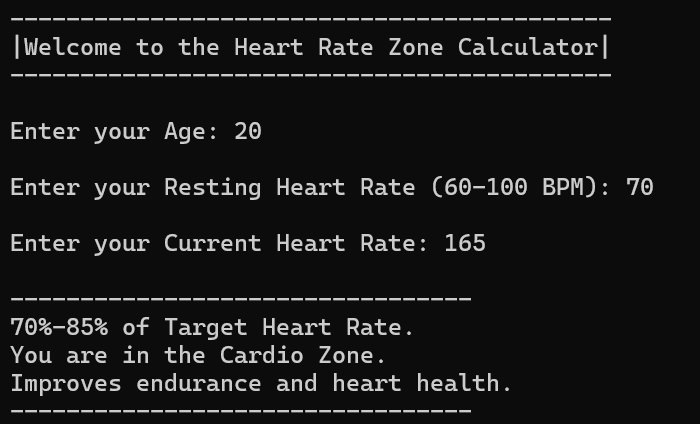 -------------------------------------------
|Welcome to the Heart Rate Zone Calculator|
-------------------------------------------
Enter your Age: 20
Enter your Resting Heart Rate (60-100 BPM): 70
Enter your Current Heart Rate: 165
---------------------------------
70%-85% of Target Heart Rate.
You are in the Cardio Zone.
Improves endurance and heart health.
---------------------------------